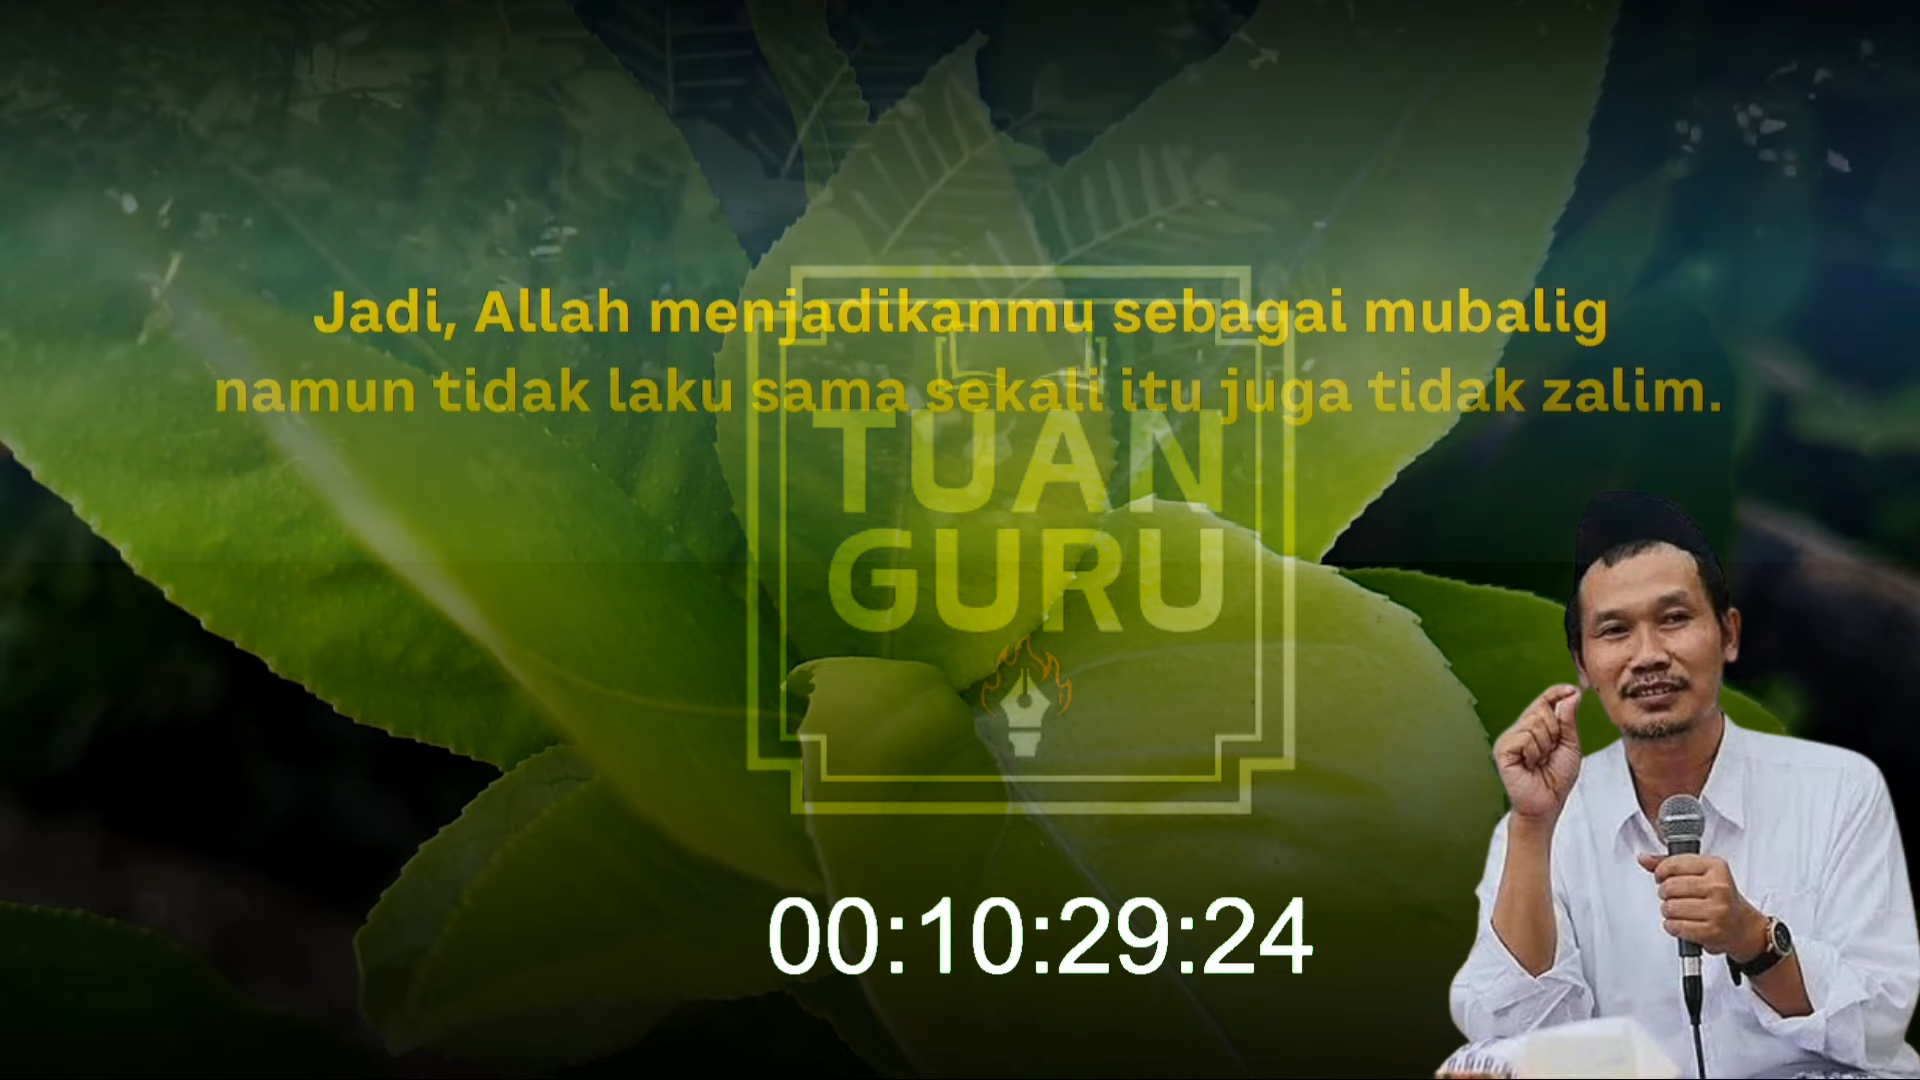 Jadi, Allah menjadikanmu sebagai mubalig
namun tidak laku sama sekali itu juga tidak zalim.
TUAN
GURU
00:10:29:24